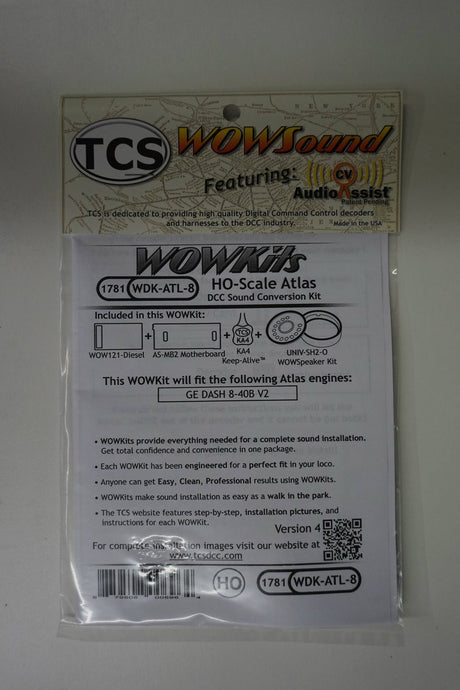 TCS
WOWSound
Featuring:
CV
AudioAssist
Patent Pending
TCS is dedicated to providing high quality Digital Command Control decoders
and harnesses to the DCC industry.
Made in the USA
WOWKits
1781 WDK-ATL-8
HO-Scale Atlas
DCC Sound Conversion Kit
Included in this WOWKit:
+ TCS KA4 +
WOW121-Diesel AS-MB2 Motherboard KA4 Keep-Alive™ UNIV-SH2-O WOWSpeaker Kit
This WOWKit will fit the following Atlas engines:
GE DASH 8-40B V2
• WOWKits provide everything needed for a complete sound installation.
Get total confidence and convenience in one package.
• Each WOWKit has been engineered for a perfect fit in your loco.
• Anyone can get Easy, Clean, Professional results using WOWKits.
• WOWKits make sound installation as easy as a walk in the park.
• The TCS website features step-by-step, installation pictures, and
instructions for each WOWKit.
Version 4
For complete installation images visit our website at
www.tcsdcc.com
HO
1781 WDK-ATL-8